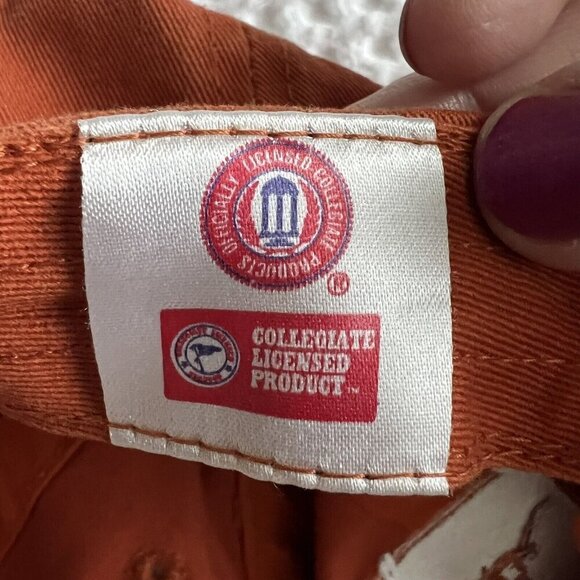 OFFICIALLY LICENSED COLLEGIATE PRODUCTS
®
COLLEGIATE
LICENSED
PRODUCT™